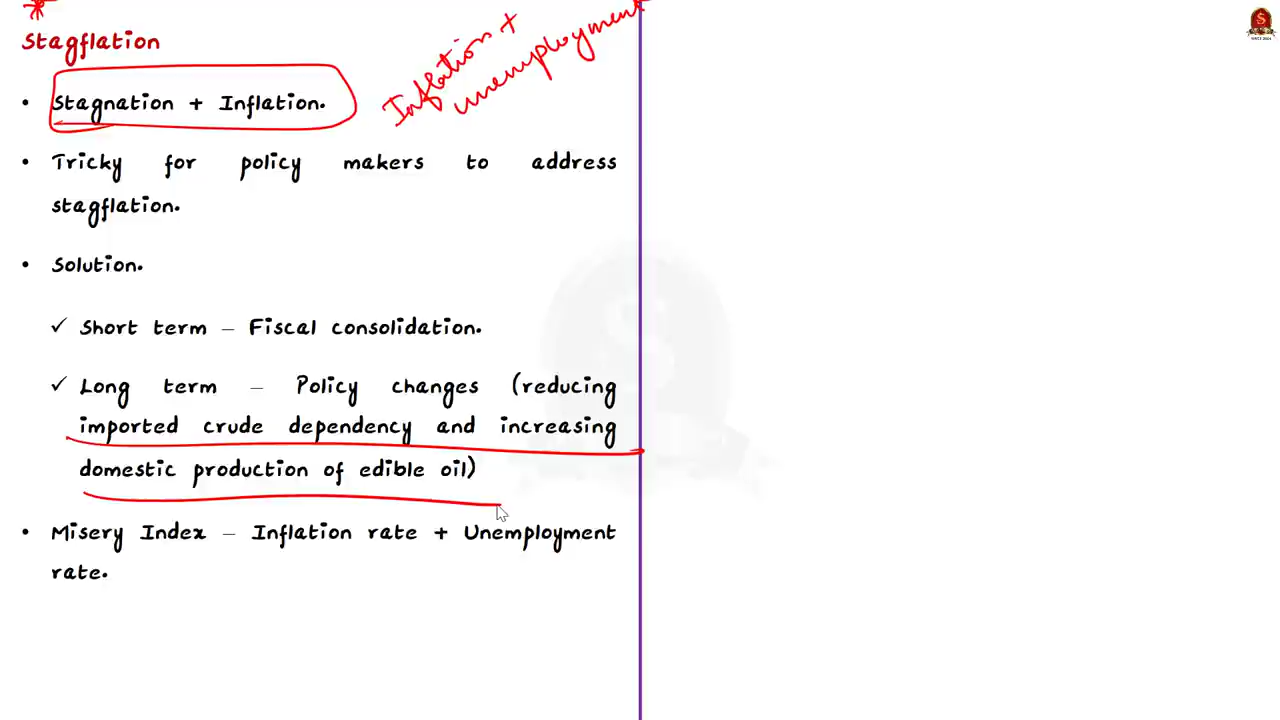 Stagflation
Inflation +
unemployment
• Stagnation + Inflation.
• Tricky for policy makers to address
stagflation.
• Solution.
✓ Short term – Fiscal consolidation.
✓ Long term – Policy changes (reducing
imported crude dependency and increasing
domestic production of edible oil)
• Misery Index – Inflation rate + Unemployment
rate.